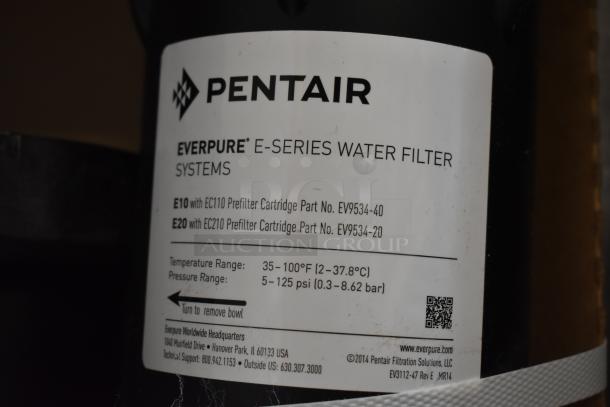 PENTAIR
EVERPURE® E-SERIES WATER FILTER
SYSTEMS
E10 with EC110 Prefilter Cartridge Part No. EV9534-40
E20 with EC210 Prefilter Cartridge Part No. EV9534-20
AUCTION GROUP
Temperature Range: 35–100°F (2–37.8°C)
Pressure Range: 5–125 psi (0.3–8.62 bar)
Turn to remove bowl
Everpure Worldwide Headquarters
1040 Muirfield Drive • Hanover Park, Il 60133 USA
Technical Support: 800.942.1153 • Outside US: 630.307.3000
www.everpure.com
©2014 Pentair Filtration Solutions, LLC
EV3112-47 Rev E MR14